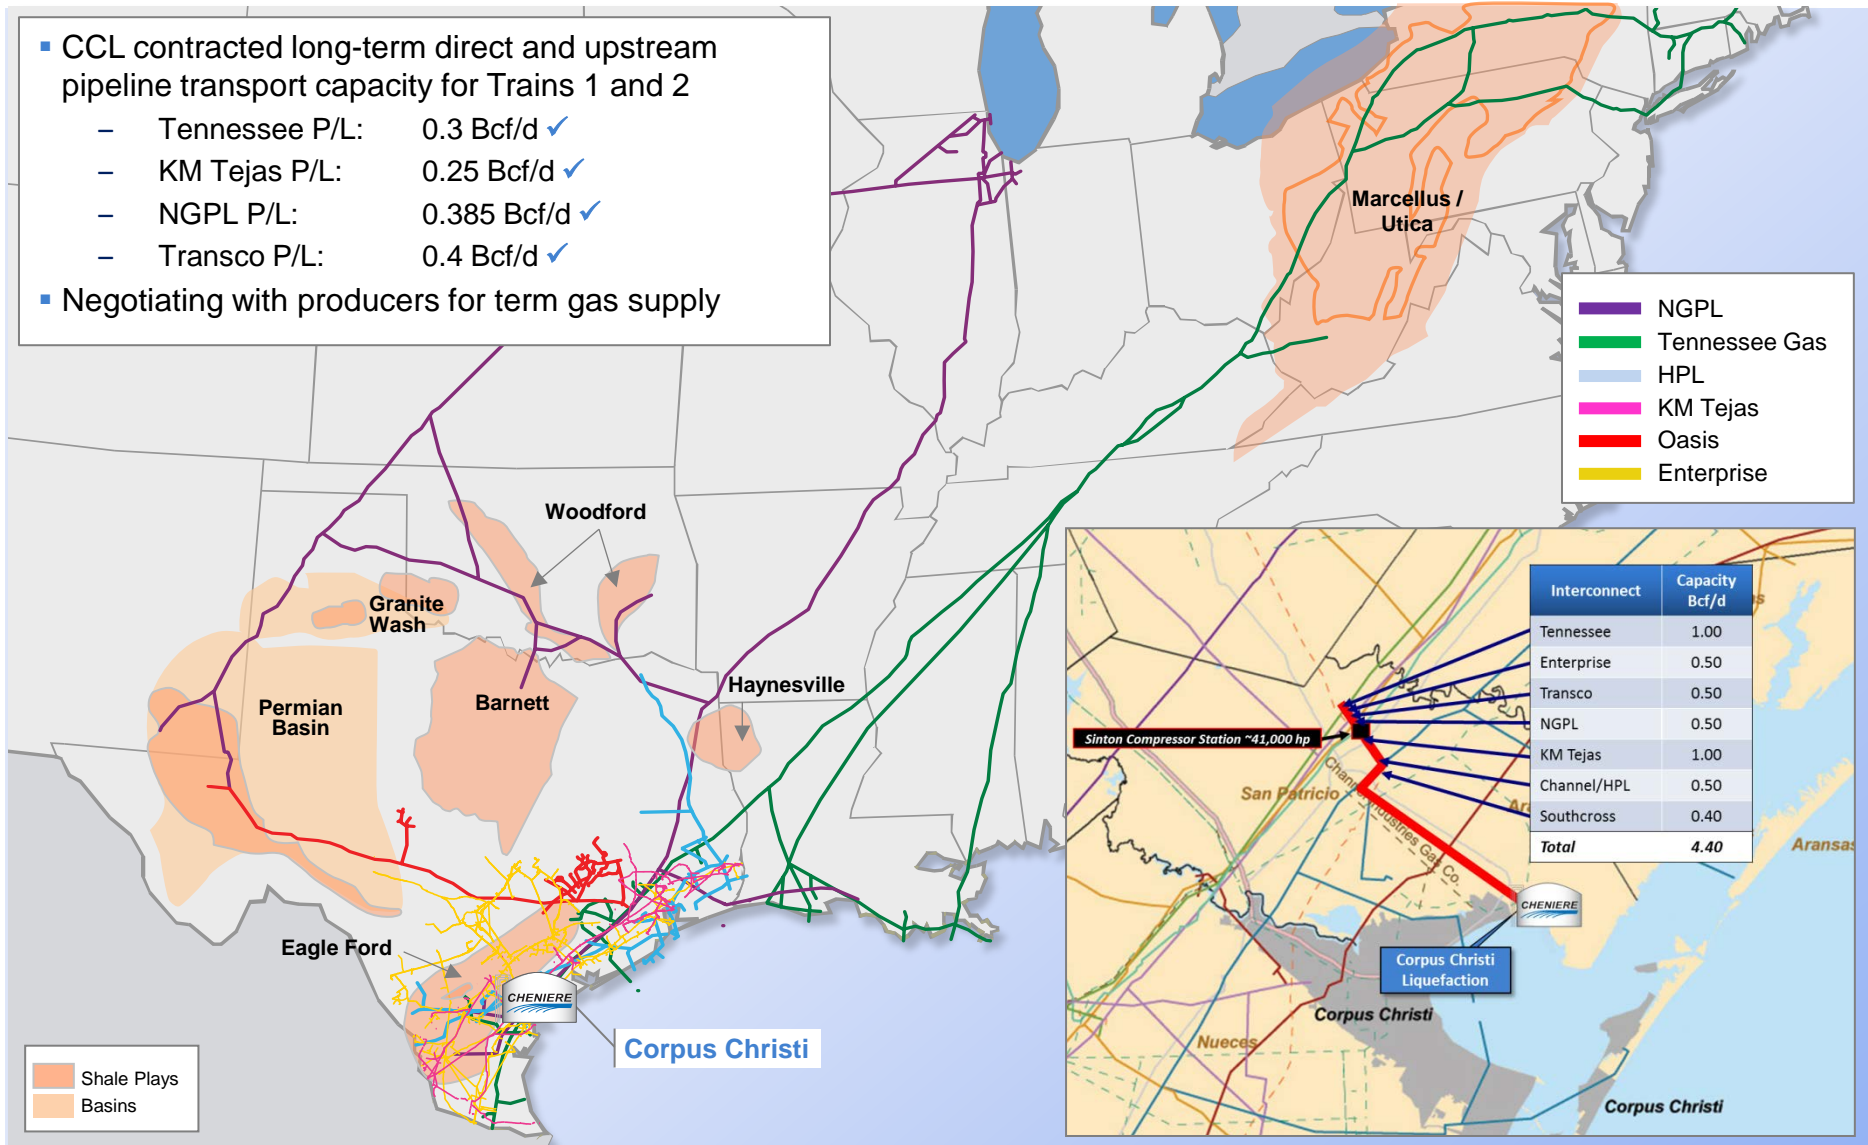 ▪ CCL contracted long-term direct and upstream
pipeline transport capacity for Trains 1 and 2
– Tennessee P/L: 0.3 Bcf/d ✓
– KM Tejas P/L: 0.25 Bcf/d ✓
– NGPL P/L: 0.385 Bcf/d ✓
– Transco P/L: 0.4 Bcf/d ✓
▪ Negotiating with producers for term gas supply
Marcellus /
Utica
NGPL
Tennessee Gas
HPL
KM Tejas
Oasis
Enterprise
Woodford
Granite
Wash
Permian
Basin
Barnett
Haynesville
Eagle Ford
CHENIERE
Corpus Christi
Shale Plays
Basins
Interconnect Capacity
Bcf/d
Tennessee 1.00
Enterprise 0.50
Transco 0.50
NGPL 0.50
KM Tejas 1.00
Channel/HPL 0.50
Southcross 0.40
Total 4.40
Sinton Compressor Station ~41,000 hp
San Patricio
Aransas
CHENIERE
Corpus Christi
Liquefaction
Corpus Christi
Nueces
Corpus Christi